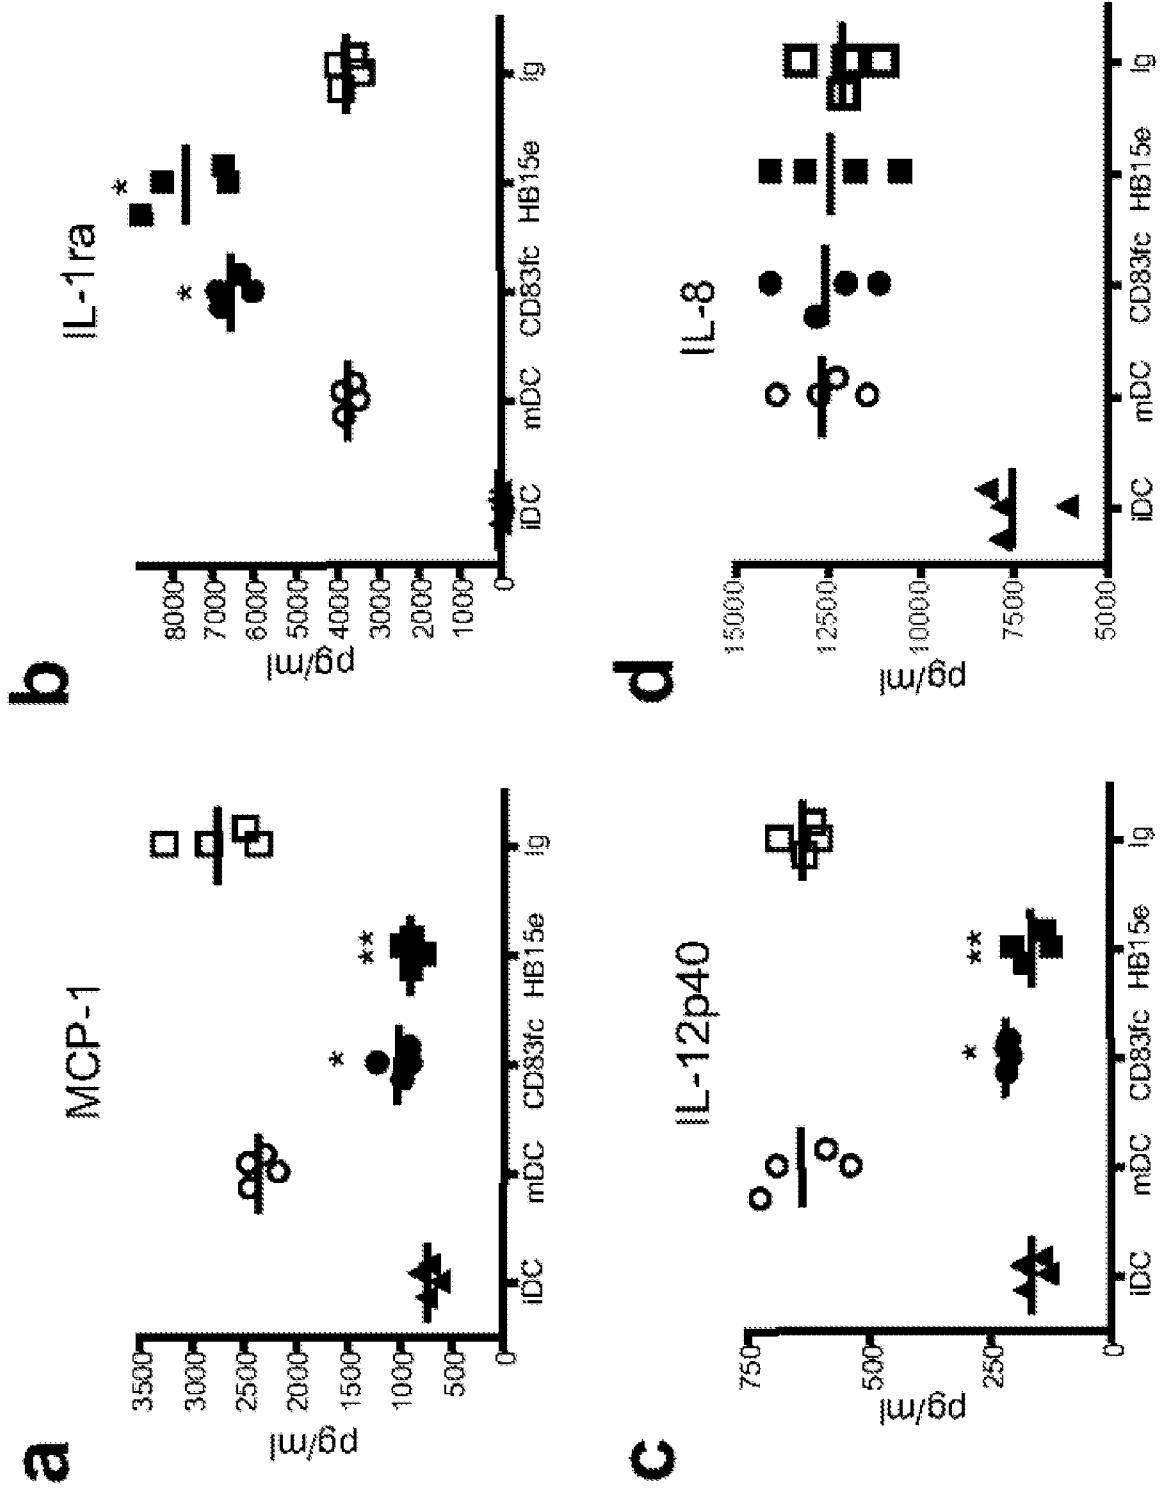 a
MCP-1
pg/ml
3500
3000
2500
2000
1500
1000
500
0
*
**
iDC mDC CD83fc HB15e Ig
b
IL-1ra
pg/ml
8000
7000
6000
5000
4000
3000
2000
1000
0
*
*
iDC mDC CD83fc HB15e Ig
c
IL-12p40
pg/ml
750
500
250
0
*
**
iDC mDC CD83fc HB15e Ig
d
IL-8
pg/ml
15000
12500
10000
7500
5000
iDC mDC CD83fc HB15e Ig